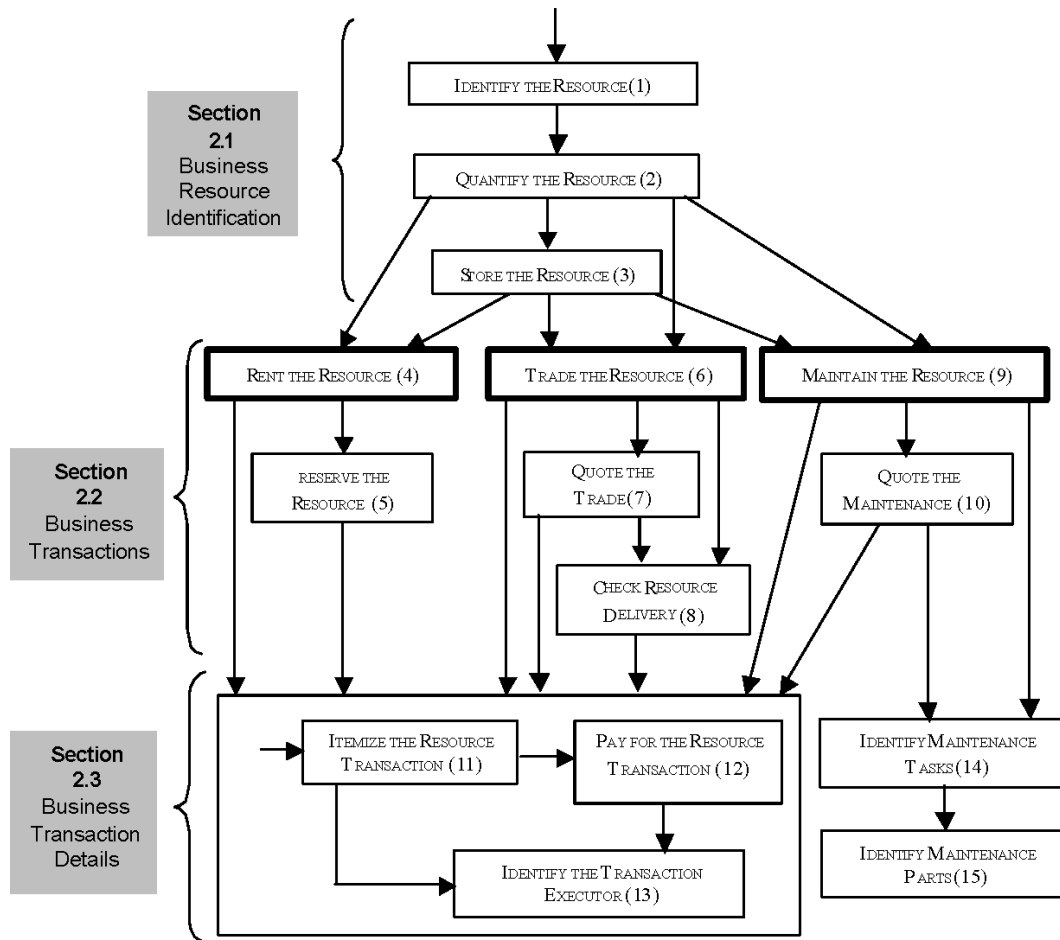 IDENTIFY THE RESOURCE (1)
Section
2.1
Business
Resource
Identification
QUANTIFY THE RESOURCE (2)
STORE THE RESOURCE (3)
RENT THE RESOURCE (4)
TRADE THE RESOURCE (6)
MAINTAIN THE RESOURCE (9)
Section
2.2
Business
Transactions
RESERVE THE
RESOURCE (5)
QUOTE THE
TRADE (7)
QUOTE THE
MAINTENANCE (10)
CHECK RESOURCE
DELIVERY (8)
Section
2.3
Business
Transaction
Details
ITEMIZE THE RESOURCE
TRANSACTION (11)
PAY FOR THE RESOURCE
TRANSACTION (12)
IDENTIFY MAINTENANCE
TASKS (14)
IDENTIFY THE TRANSACTION
EXECUTOR (13)
IDENTIFY MAINTENANCE
PARTS (15)